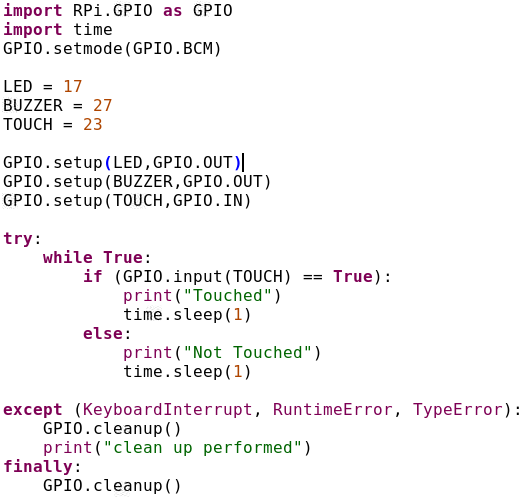 import RPi.GPIO as GPIO
import time
GPIO.setmode(GPIO.BCM)

LED = 17
BUZZER = 27
TOUCH = 23

GPIO.setup(LED,GPIO.OUT)
GPIO.setup(BUZZER,GPIO.OUT)
GPIO.setup(TOUCH,GPIO.IN)

try:
    while True:
        if (GPIO.input(TOUCH) == True):
            print("Touched")
            time.sleep(1)
        else:
            print("Not Touched")
            time.sleep(1)

except (KeyboardInterrupt, RuntimeError, TypeError):
    GPIO.cleanup()
    print("clean up performed")
finally:
    GPIO.cleanup()